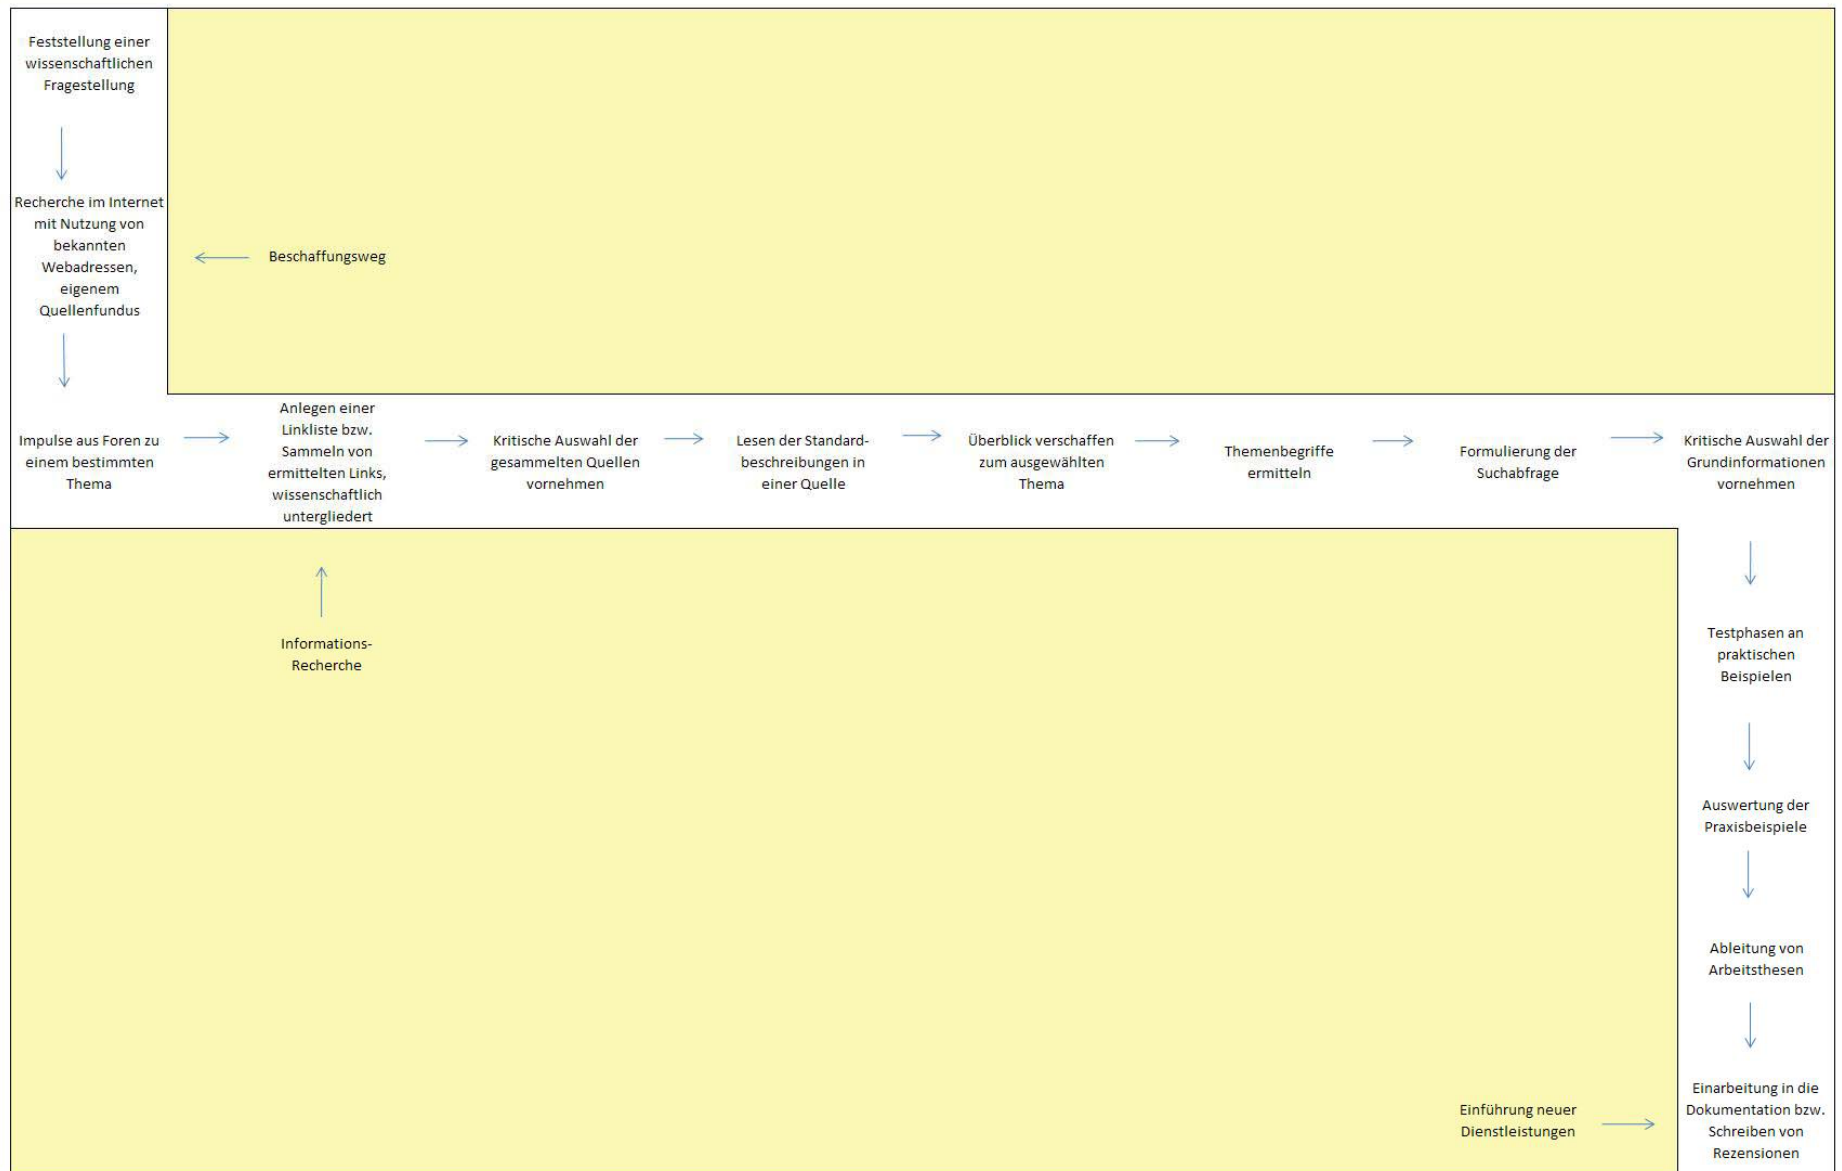 Feststellung einer
wissenschaftlichen
Fragestellung
Recherche im Internet
mit Nutzung von
bekannten
Webadressen,
eigenem
Quellenfundus
Beschaffungsweg
Impulse aus Foren zu
einem bestimmten
Thema
Anlegen einer
Linkliste bzw.
Sammeln von
ermittelten Links,
wissenschaftlich
untergliedert
Kritische Auswahl der
gesammelten Quellen
vornehmen
Lesen der Standard-
beschreibungen in
einer Quelle
Überblick verschaffen
zum ausgewählten
Thema
Themenbegriffe
ermitteln
Formulierung der
Suchabfrage
Kritische Auswahl der
Grundinformationen
vornehmen
Informations-
Recherche
Testphasen an
praktischen
Beispielen
Auswertung der
Praxisbeispiele
Ableitung von
Arbeitsthesen
Einführung neuer
Dienstleistungen
Einarbeitung in die
Dokumentation bzw.
Schreiben von
Rezensionen